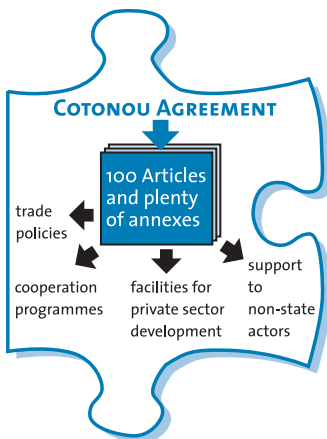 COTONOU AGREEMENT
100 Articles
and plenty
of annexes
trade
policies
cooperation
programmes
facilities for
private sector
development
support
to
non-state
actors